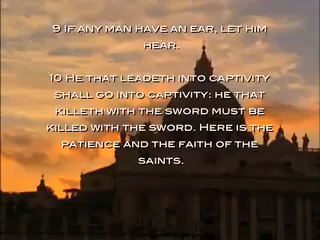 9 If any man have an ear, let him
hear.
10 He that leadeth into captivity
shall go into captivity: he that
killeth with the sword must be
killed with the sword. Here is the
patience and the faith of the
saints.